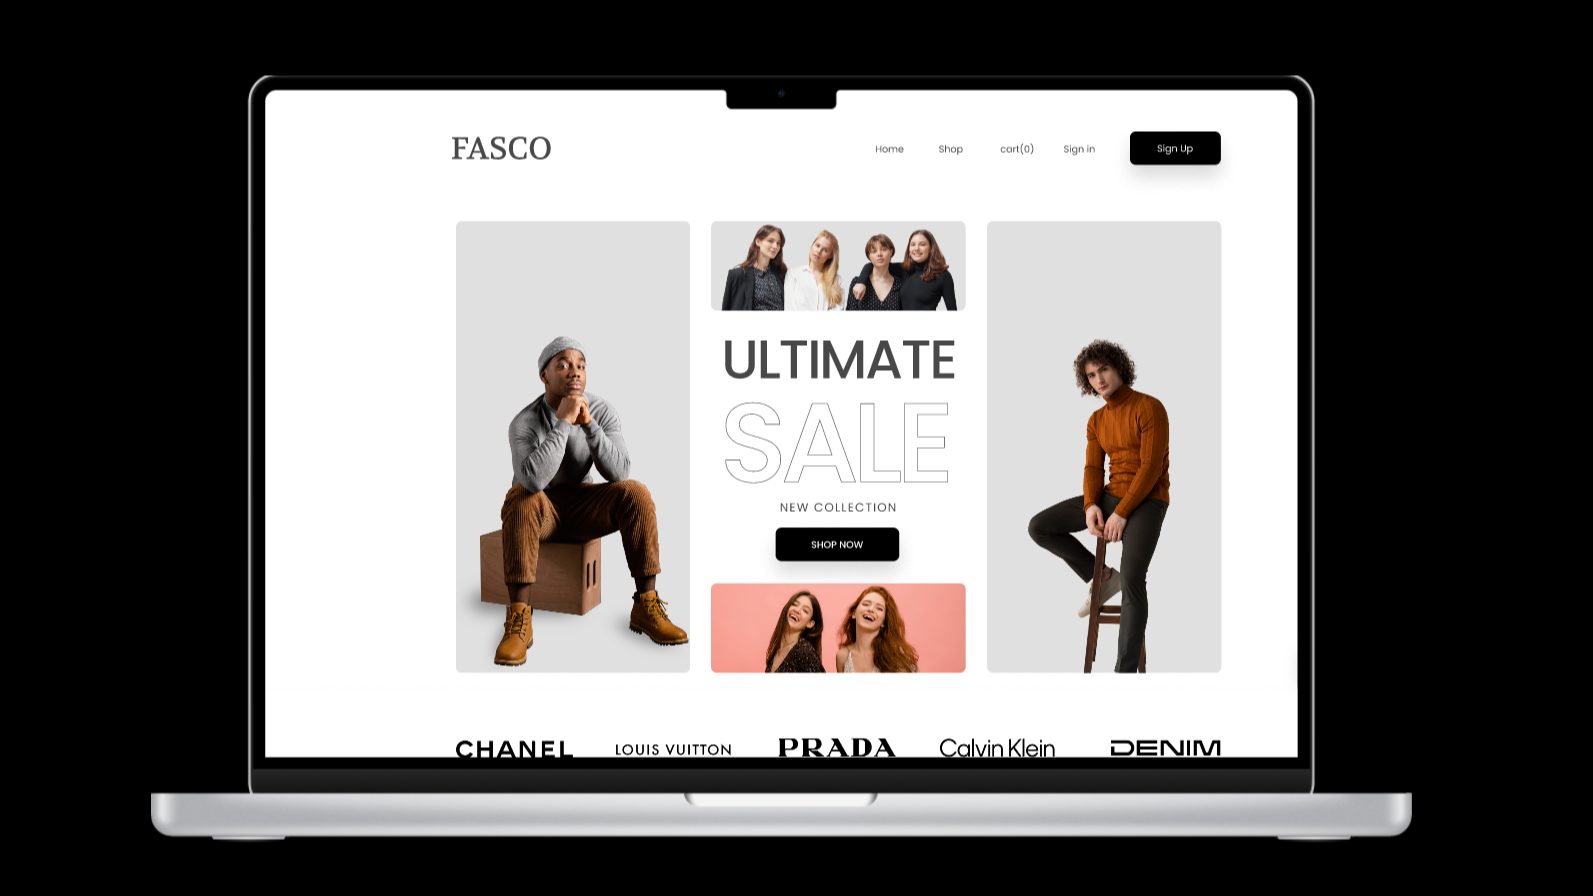 FASCO
Home Shop cart(0) Sign in Sign Up
ULTIMATE
SALE
NEW COLLECTION
SHOP NOW
CHANEL LOUIS VUITTON PRADA Calvin Klein DENIM